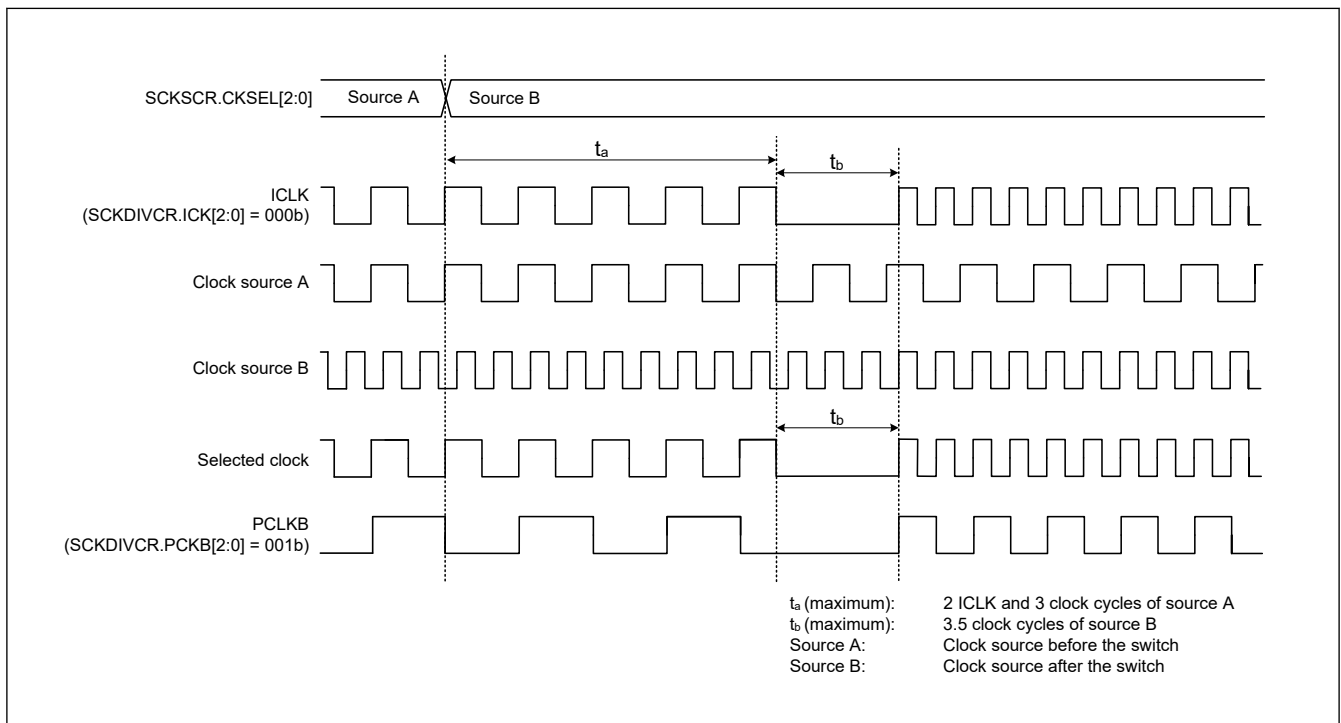 SCKSCR.CKSEL[2:0] Source A Source B
ta
tb
ICLK
(SCKDIVCR.ICK[2:0] = 000b)
Clock source A
Clock source B
tb
Selected clock
PCLKB
(SCKDIVCR.PCKB[2:0] = 001b)
ta (maximum): 2 ICLK and 3 clock cycles of source A
tb (maximum): 3.5 clock cycles of source B
Source A: Clock source before the switch
Source B: Clock source after the switch